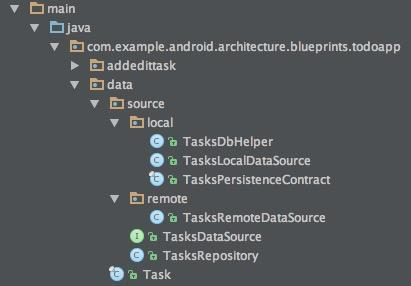 main
java
com.example.android.architecture.blueprints.todoapp
addedittask
data
source
local
TasksDbHelper
TasksLocalDataSource
TasksPersistenceContract
remote
TasksRemoteDataSource
TasksDataSource
TasksRepository
Task